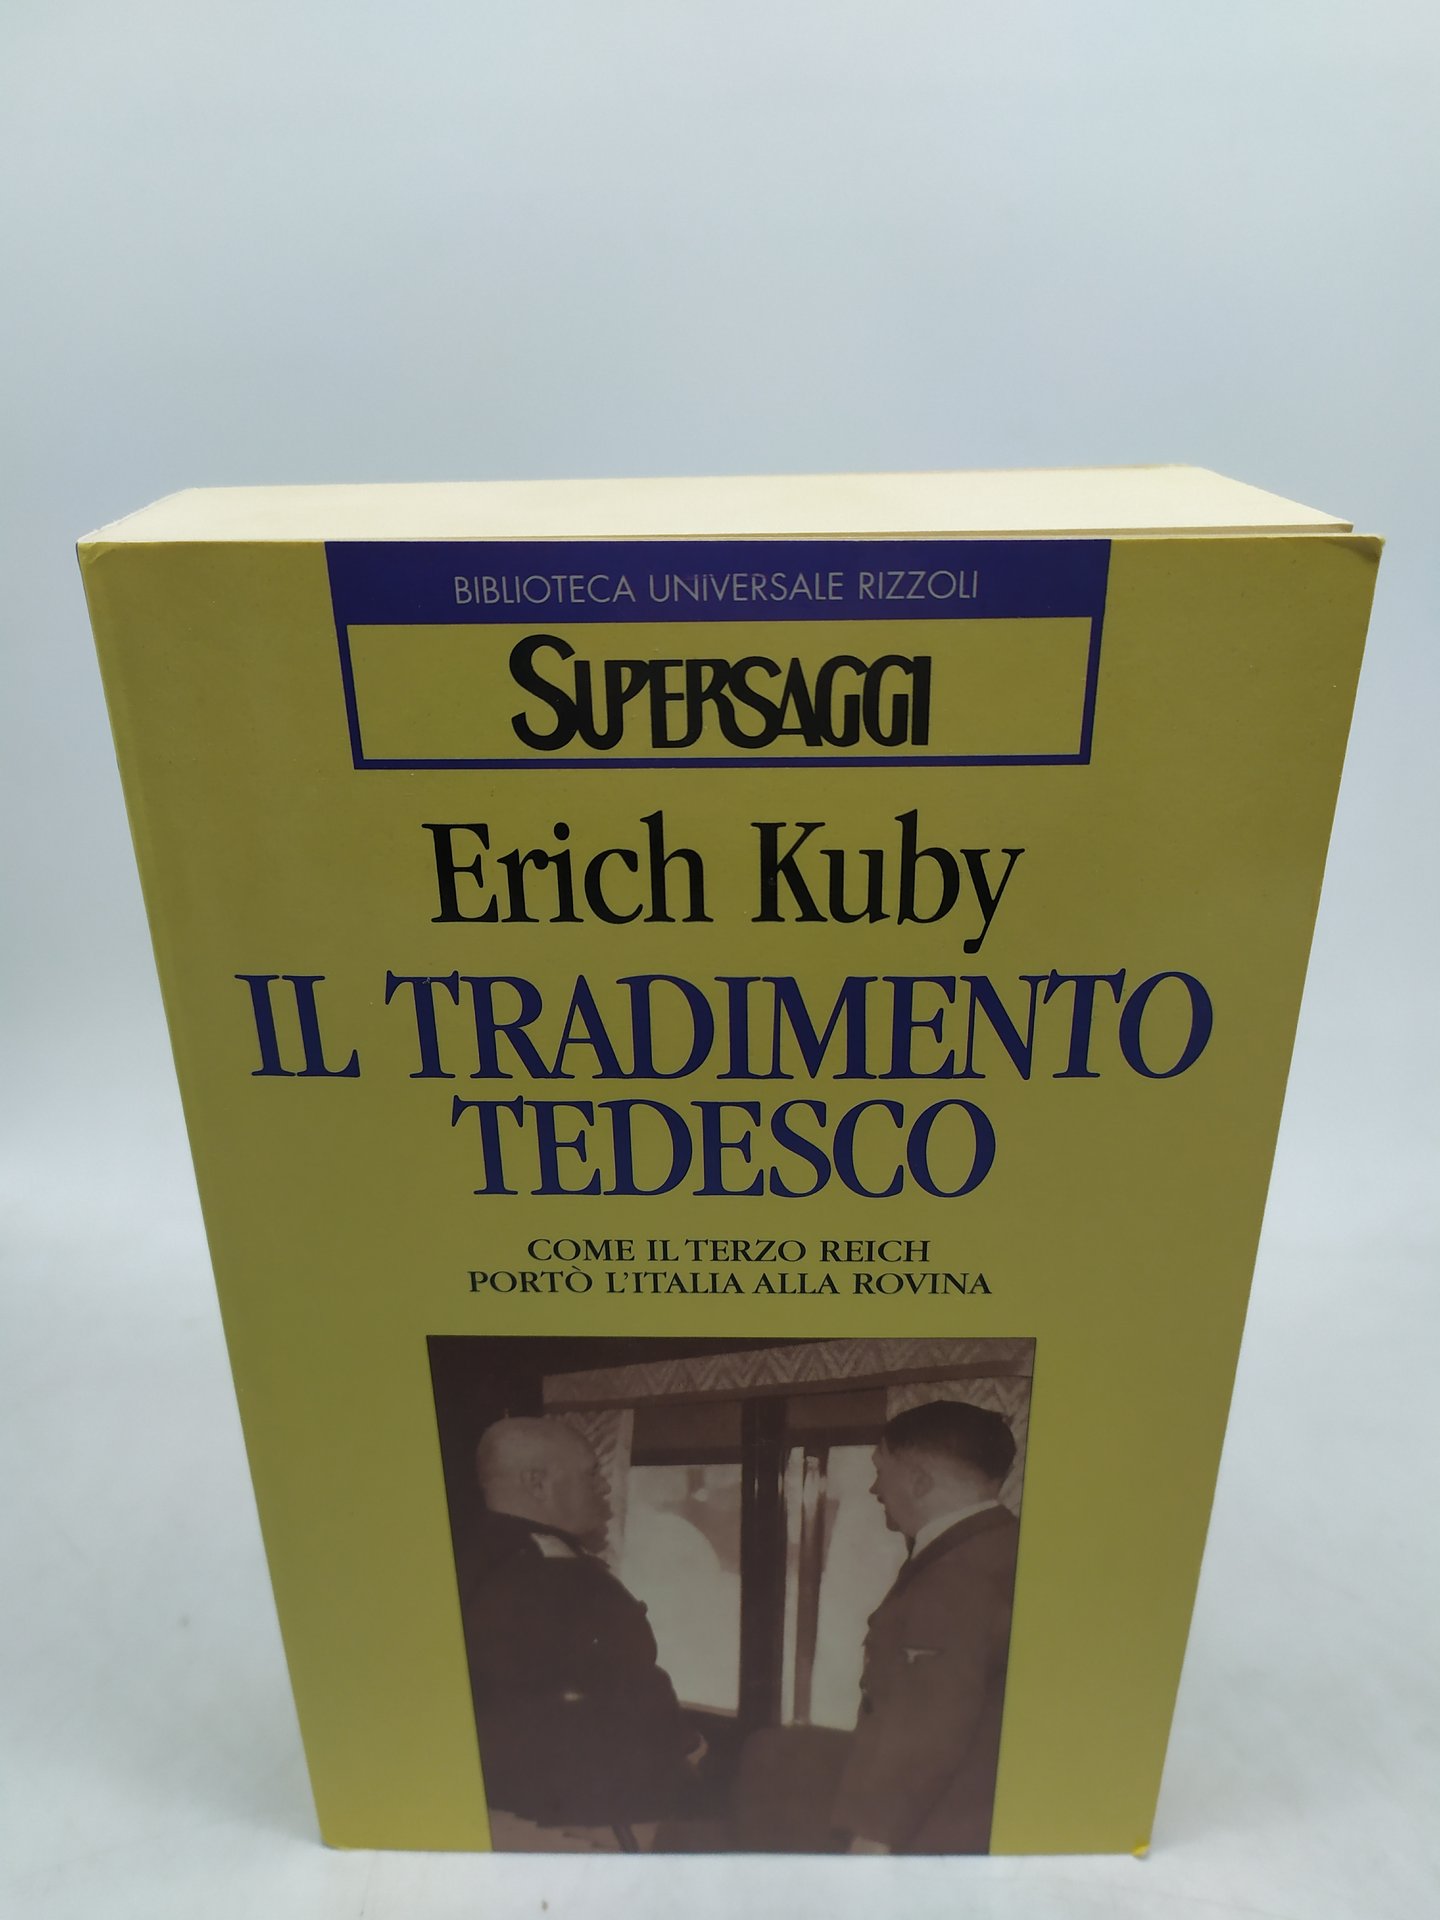 BIBLIOTECA UNIVERSALE RIZZOLI
SUPERSAGGI
Erich Kuby
IL TRADIMENTO
TEDESCO
COME IL TERZO REICH
PORTÒ L'ITALIA ALLA ROVINA